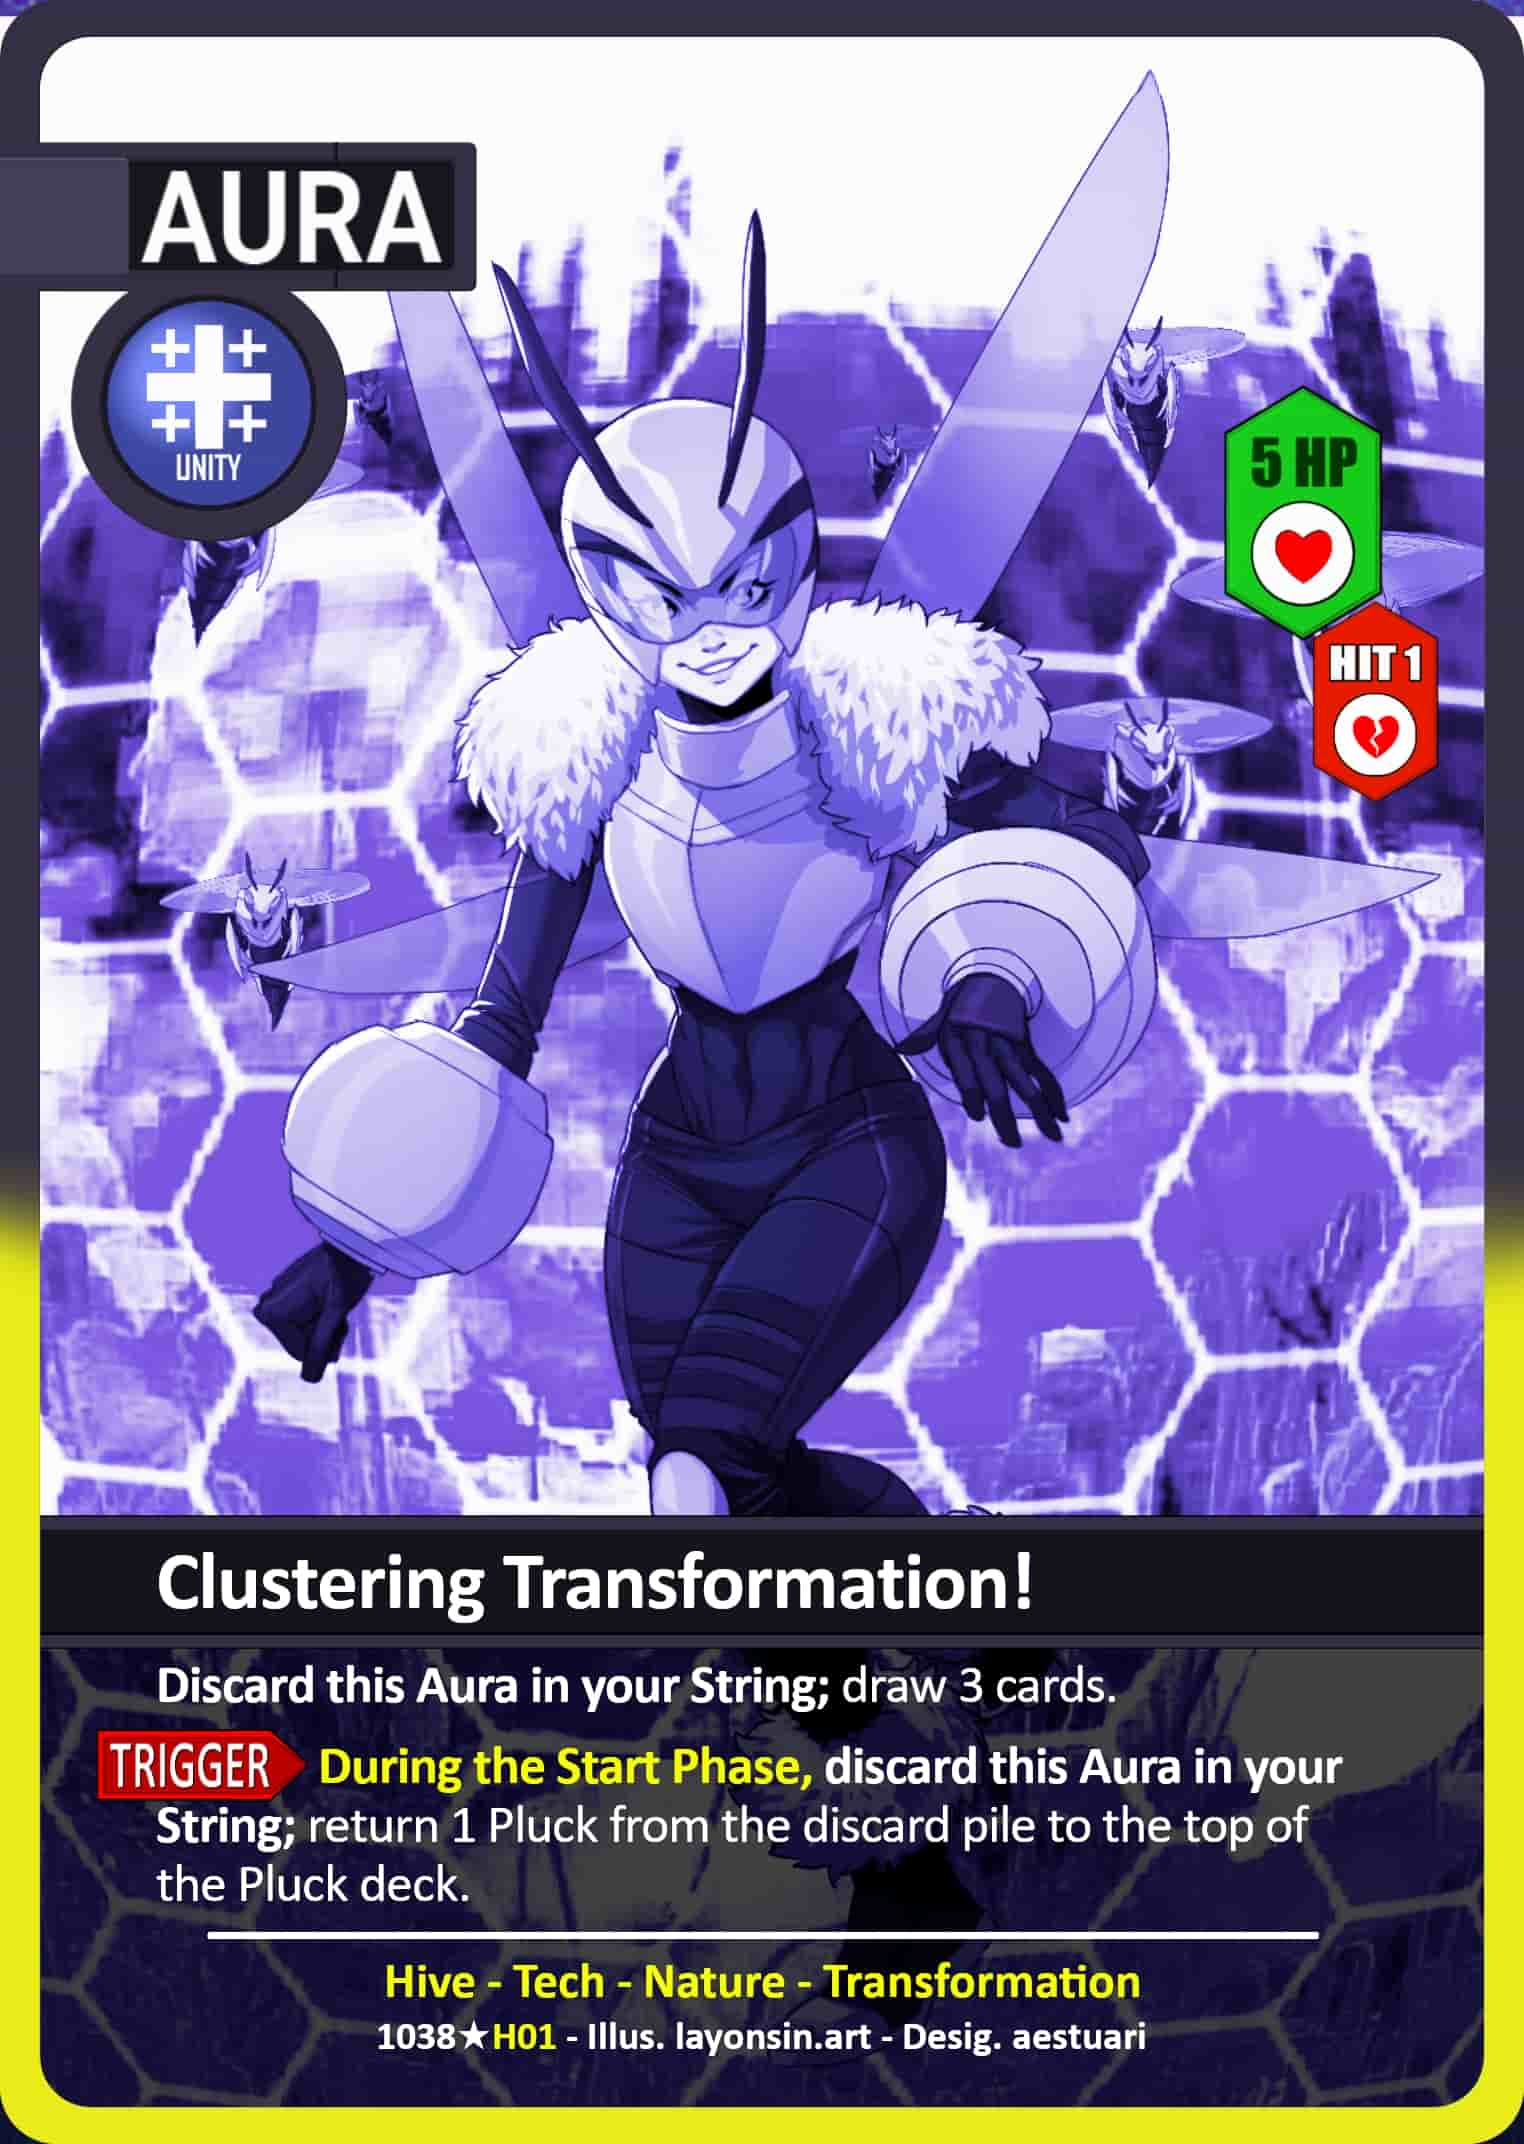 AURA
UNITY
5 HP
HIT 1
Clustering Transformation!
Discard this Aura in your String; draw 3 cards.
TRIGGER During the Start Phase, discard this Aura in your
String; return 1 Pluck from the discard pile to the top of
the Pluck deck.
Hive - Tech - Nature - Transformation
1038★H01 - Illus. layonsin.art - Desig. aestuari